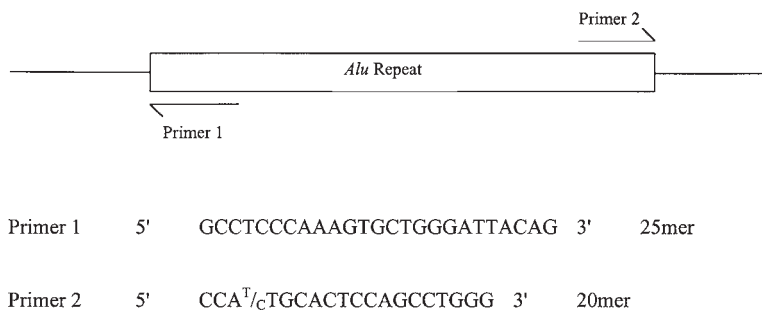 Primer 2
Alu Repeat
Primer 1
Primer 1 5' GCCTCCCAAAGTGCTGGGATTACAG 3' 25mer
Primer 2 5' CCAT/CTGCACTCCAGCCTGGG 3' 20mer